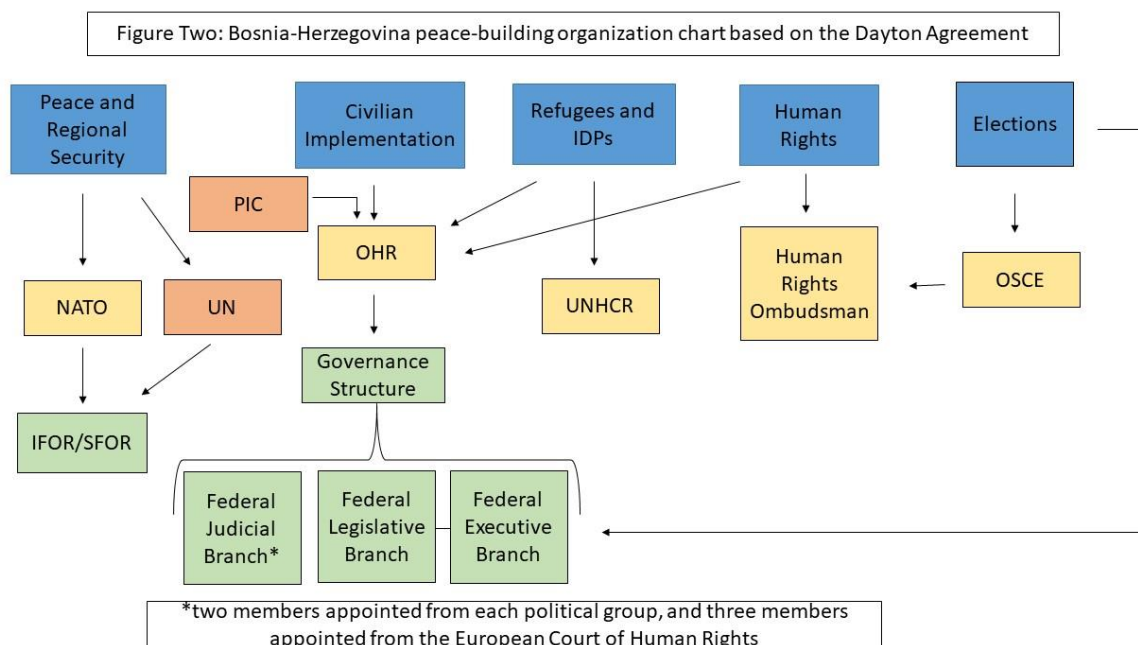 Figure Two: Bosnia-Herzegovina peace-building organization chart based on the Dayton Agreement
Peace and
Regional
Security
Civilian
Implementation
Refugees and
IDPs
Human
Rights
Elections
PIC
OHR
NATO
UN
UNHCR
Human
Rights
Ombudsman
OSCE
Governance
Structure
IFOR/SFOR
Federal
Judicial
Branch*
Federal
Legislative
Branch
Federal
Executive
Branch
*two members appointed from each political group, and three members
appointed from the European Court of Human Rights